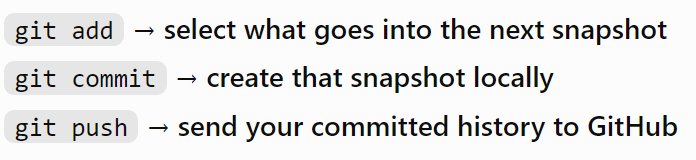 git add → select what goes into the next snapshot
git commit → create that snapshot locally
git push → send your committed history to GitHub